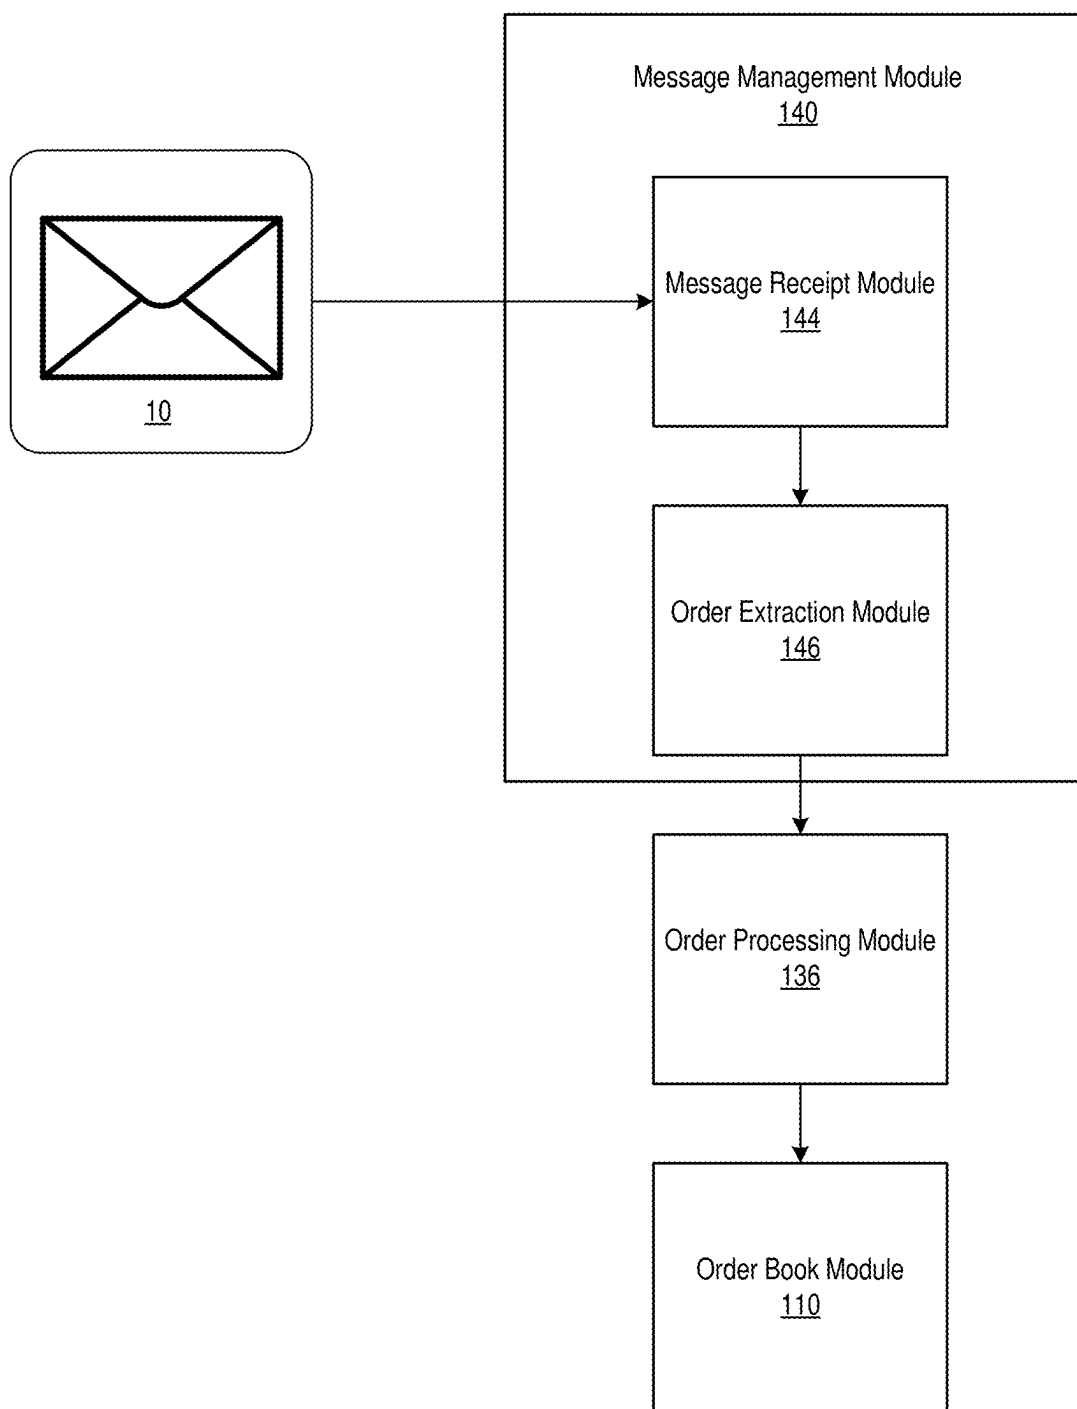 Message Management Module
140
10
Message Receipt Module
144
Order Extraction Module
146
Order Processing Module
136
Order Book Module
110